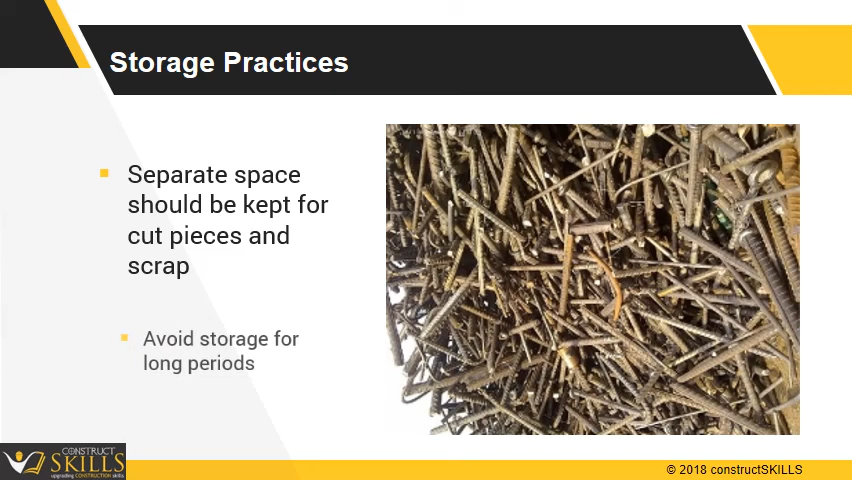 Storage Practices
Separate space
should be kept for
cut pieces and
scrap
Avoid storage for
long periods
CONSTRUCT
SKILLS
upgrading CONSTRUCTION skills
© 2018 constructSKILLS